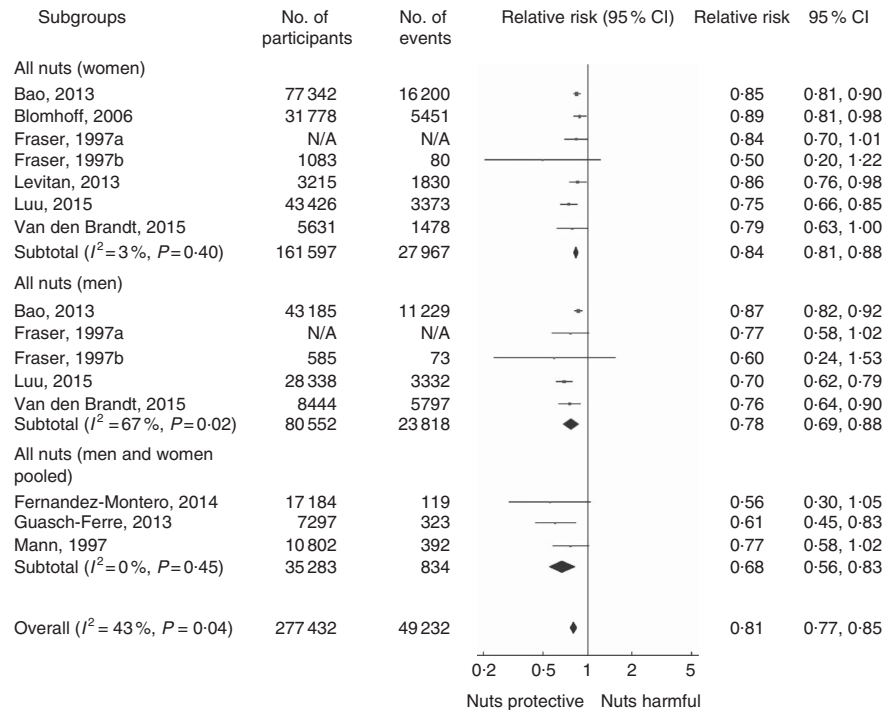 Subgroups No. of participants No. of events Relative risk (95 % CI) Relative risk 95 % CI
All nuts (women)
Bao, 2013 77 342 16 200 0·85 0·81, 0·90
Blomhoff, 2006 31 778 5451 0·89 0·81, 0·98
Fraser, 1997a N/A N/A 0·84 0·70, 1·01
Fraser, 1997b 1083 80 0·50 0·20, 1·22
Levitan, 2013 3215 1830 0·86 0·76, 0·98
Luu, 2015 43 426 3373 0·75 0·66, 0·85
Van den Brandt, 2015 5631 1478 0·79 0·63, 1·00
Subtotal (I² = 3 %, P = 0·40) 161 597 27 967 0·84 0·81, 0·88
All nuts (men)
Bao, 2013 43 185 11 229 0·87 0·82, 0·92
Fraser, 1997a N/A N/A 0·77 0·58, 1·02
Fraser, 1997b 585 73 0·60 0·24, 1·53
Luu, 2015 28 338 3332 0·70 0·62, 0·79
Van den Brandt, 2015 8444 5797 0·76 0·64, 0·90
Subtotal (I² = 67 %, P = 0·02) 80 552 23 818 0·78 0·69, 0·88
All nuts (men and women
pooled)
Fernandez-Montero, 2014 17 184 119 0·56 0·30, 1·05
Guasch-Ferre, 2013 7297 323 0·61 0·45, 0·83
Mann, 1997 10 802 392 0·77 0·58, 1·02
Subtotal (I² = 0 %, P = 0·45) 35 283 834 0·68 0·56, 0·83
Overall (I² = 43 %, P = 0·04) 277 432 49 232 0·81 0·77, 0·85
0·2 0·5 1 2 5
Nuts protective Nuts harmful